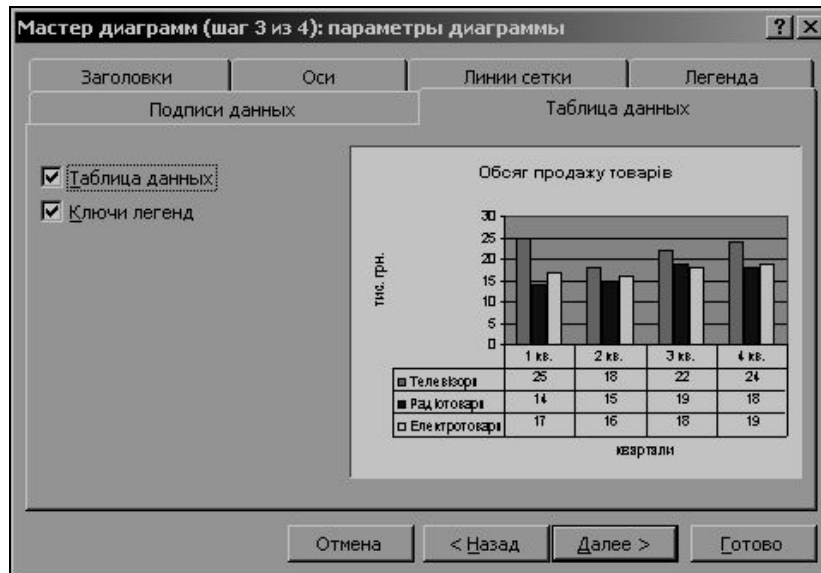 Мастер диаграмм (шаг 3 из 4): параметры диаграммы
Заголовки Оси Линии сетки Легенда
Подписи данных Таблица данных
Таблица данных
Ключи легенд
Обсяг продажу товарів
тис. грн.
30
25
20
15
10
5
0
1 кв. 2 кв. 3 кв. 4 кв.
Телевізори 25 18 22 24
Радіотовари 14 15 19 18
Електротовари 17 16 18 19
квартали
Отмена < Назад Далее > Готово